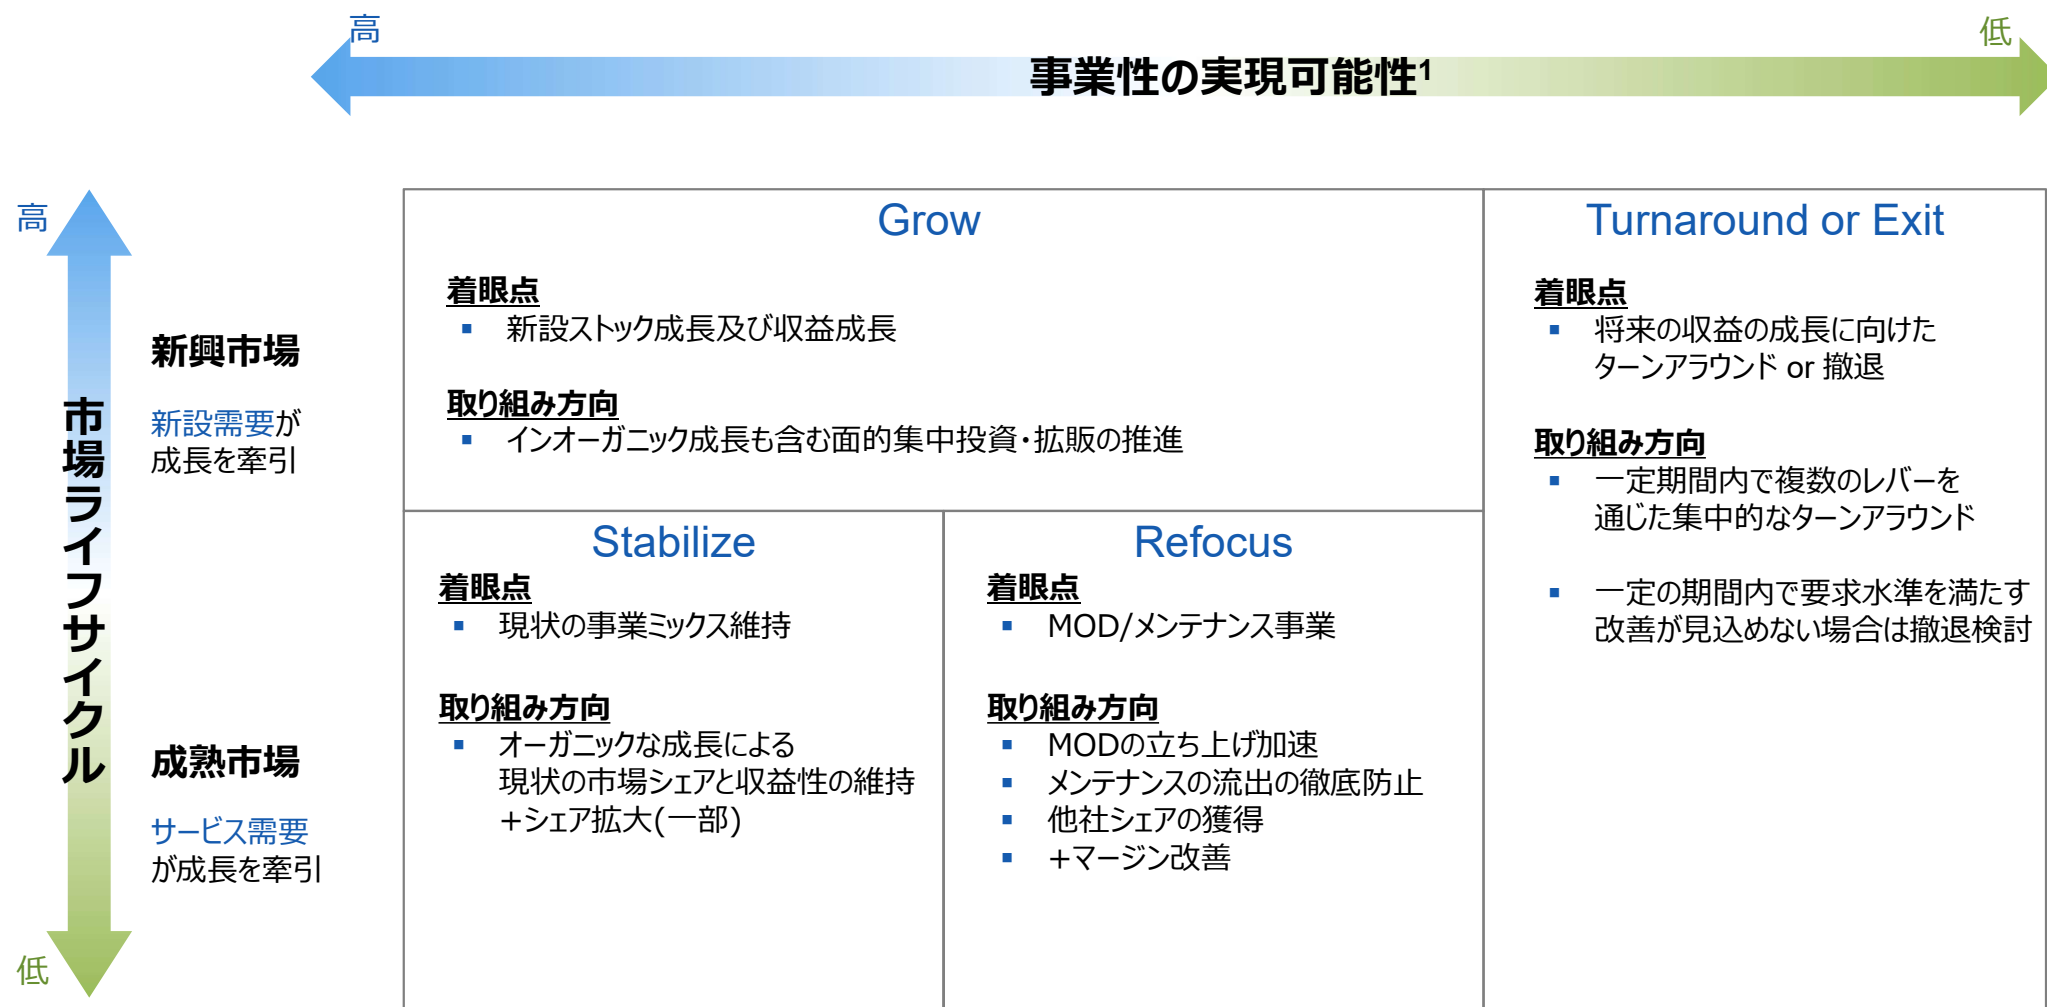 高
低
事業性の実現可能性1
高
市場ライフサイクル
低
新興市場
新設需要が
成長を牽引
成熟市場
サービス需要
が成長を牽引
Grow
着眼点
▪ 新設ストック成長及び収益成長
取り組み方向
▪ インオーガニック成長も含む面的集中投資・拡販の推進
Stabilize
着眼点
▪ 現状の事業ミックス維持
取り組み方向
▪ オーガニックな成長による
現状の市場シェアと収益性の維持
+シェア拡大(一部)
Refocus
着眼点
▪ MOD/メンテナンス事業
取り組み方向
▪ MODの立ち上げ加速
▪ メンテナンスの流出の徹底防止
▪ 他社シェアの獲得
▪ +マージン改善
Turnaround or Exit
着眼点
▪ 将来の収益の成長に向けた
ターンアラウンド or 撤退
取り組み方向
▪ 一定期間内で複数のレバーを
通じた集中的なターンアラウンド
▪ 一定の期間内で要求水準を満たす
改善が見込めない場合は撤退検討